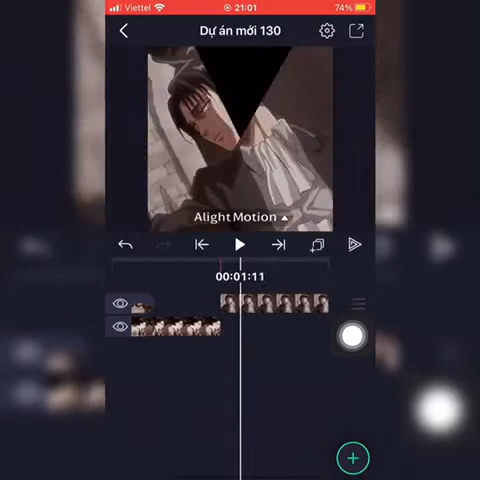 Viettel 21:01 74%
Dự án mới 130
Alight Motion
00:01:11